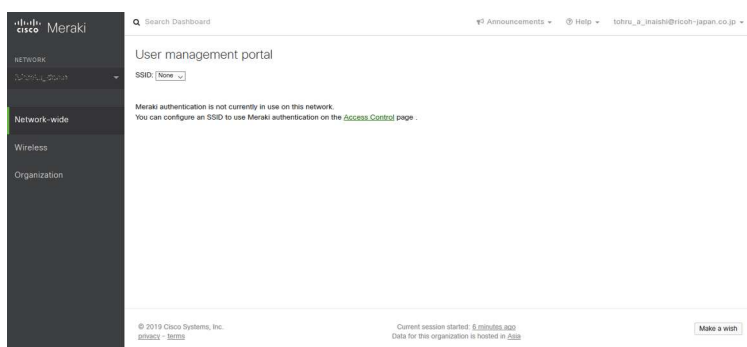 cisco Meraki
Search Dashboard
Announcements
Help
tohru_a_inaishi@ricoh-japan.co.jp
NETWORK
Network-wide
Wireless
Organization
User management portal
SSID: None
Meraki authentication is not currently in use on this network.
You can configure an SSID to use Meraki authentication on the Access Control page .
© 2019 Cisco Systems, Inc.
privacy - terms
Current session started: 6 minutes ago
Data for this organization is hosted in Asia
Make a wish